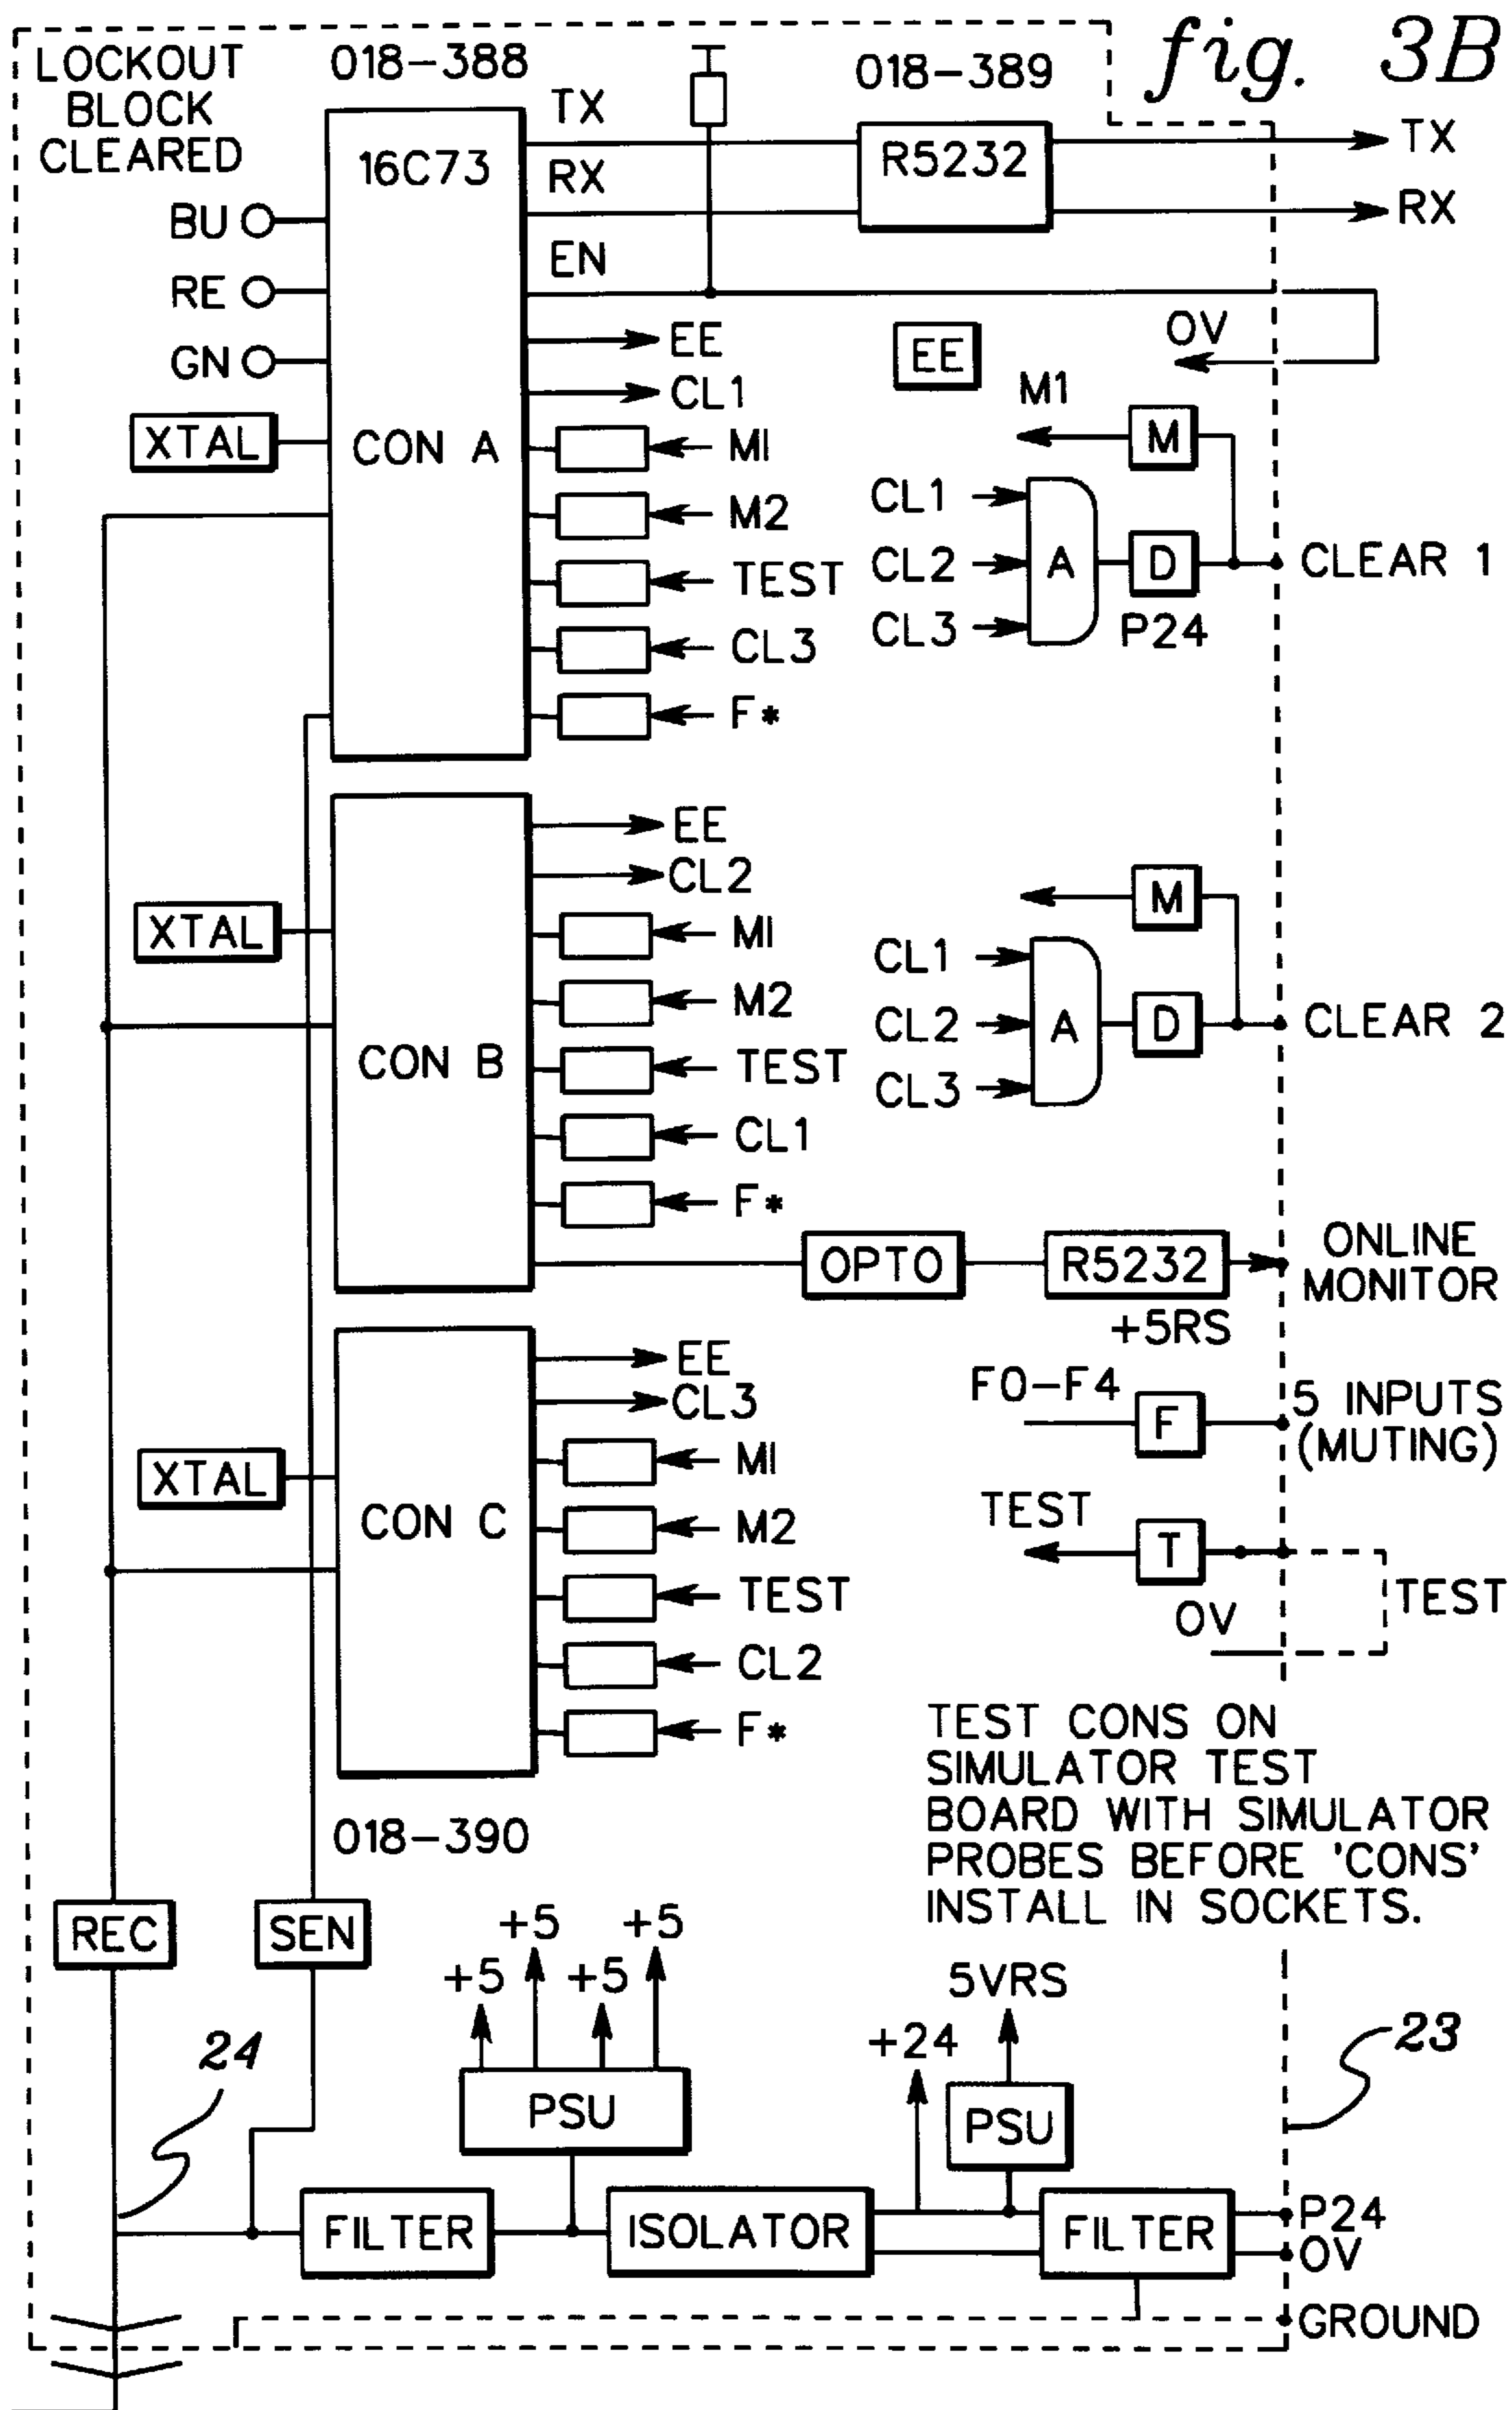 fig. 3B
LOCKOUT
BLOCK
CLEARED
018-388
018-389
TX
RX
EN
16C73
R5232
TX
RX
BU
RE
GN
XTAL
CON A
EE
CL1
MI
M2
TEST
CL3
F*
EE
OV
M1
M
CL1
CL2
CL3
A
D
P24
CLEAR 1
XTAL
CON B
EE
CL2
MI
M2
TEST
CL1
F*
M
CL1
CL2
CL3
A
D
CLEAR 2
OPTO
R5232
+5RS
ONLINE
MONITOR
XTAL
CON C
EE
CL3
MI
M2
TEST
CL2
F*
018-390
F0-F4
F
5 INPUTS
(MUTING)
TEST
T
OV
TEST
TEST CONS ON
SIMULATOR TEST
BOARD WITH SIMULATOR
PROBES BEFORE 'CONS'
INSTALL IN SOCKETS.
REC
SEN
+5
+5
+5
+5
PSU
+24
5VRS
PSU
23
24
FILTER
ISOLATOR
FILTER
P24
OV
GROUND